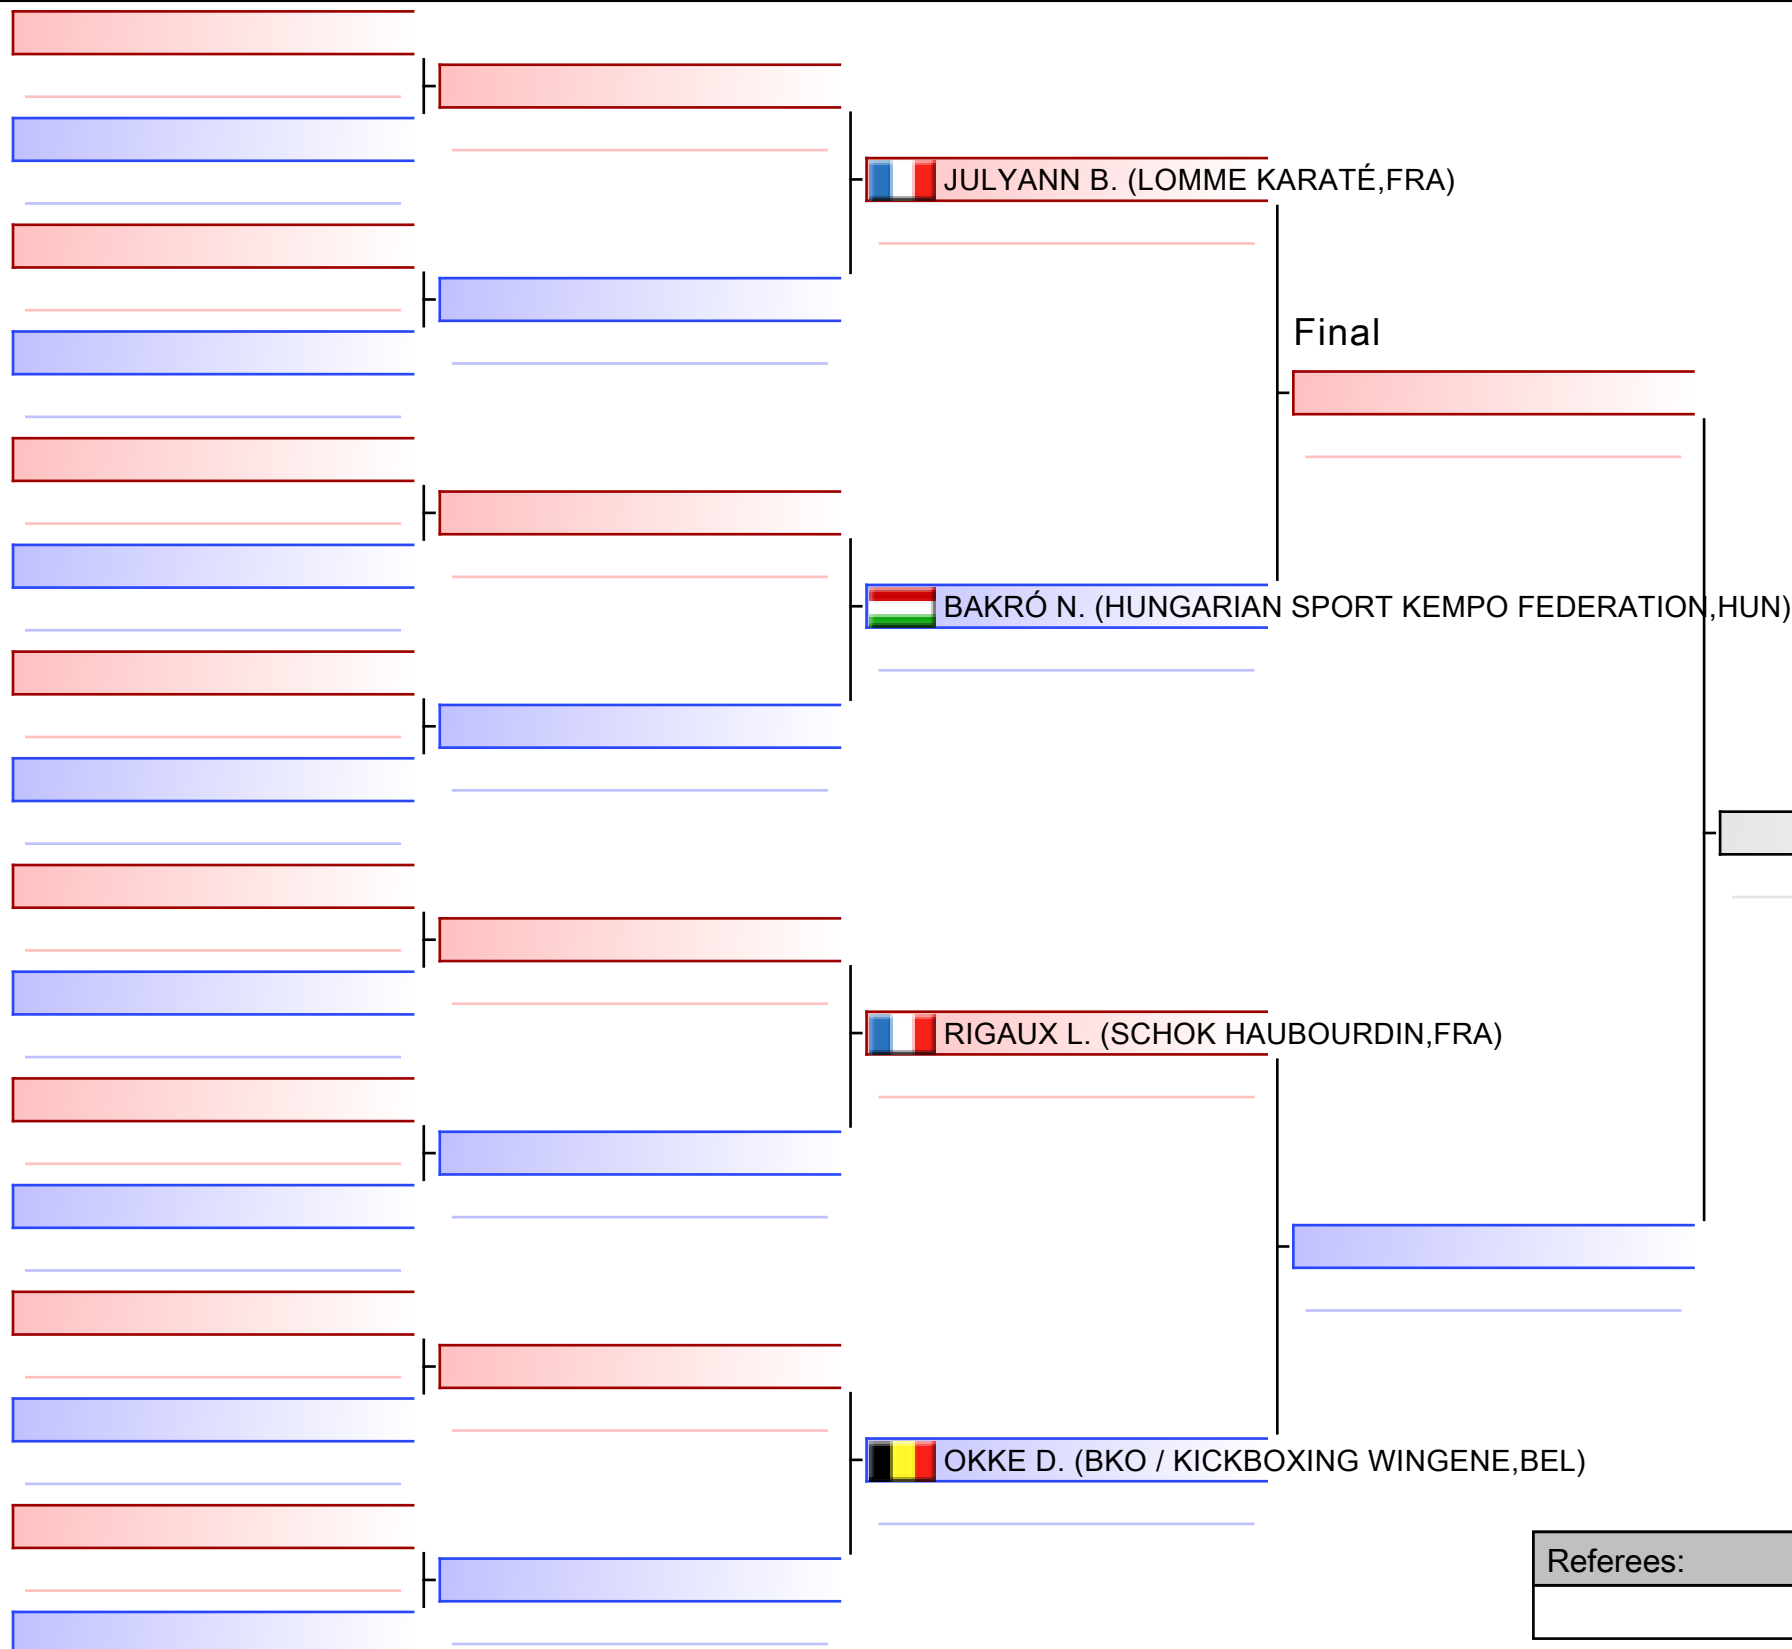 JULYANN B. (LOMME KARATÉ,FRA)
Final
BAKRÓ N. (HUNGARIAN SPORT KEMPO FEDERATION,HUN)
RIGAUX L. (SCHOK HAUBOURDIN,FRA)
OKKE D. (BKO / KICKBOXING WINGENE,BEL)
Referees: